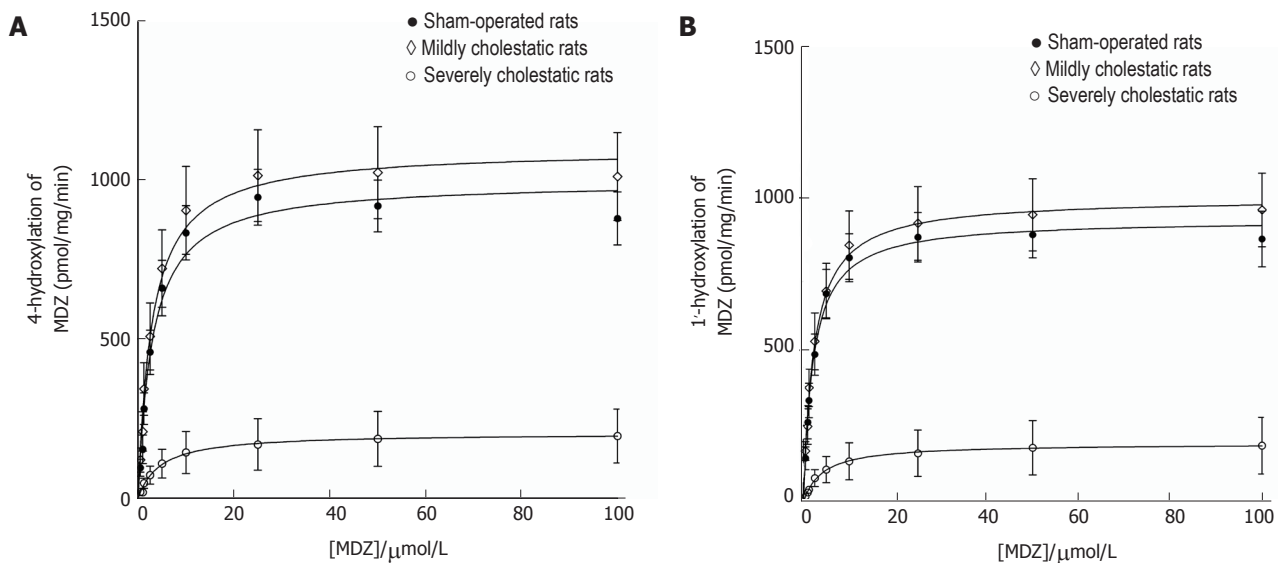 A
Sham-operated rats
Mildly cholestatic rats
Severely cholestatic rats
1500
1000
500
0
4-hydroxylation of
MDZ (pmol/mg/min)
0 20 40 60 80 100
[MDZ]/μmol/L
B
Sham-operated rats
Mildly cholestatic rats
Severely cholestatic rats
1500
1000
500
0
1′-hydroxylation of
MDZ (pmol/mg/min)
0 20 40 60 80 100
[MDZ]/μmol/L